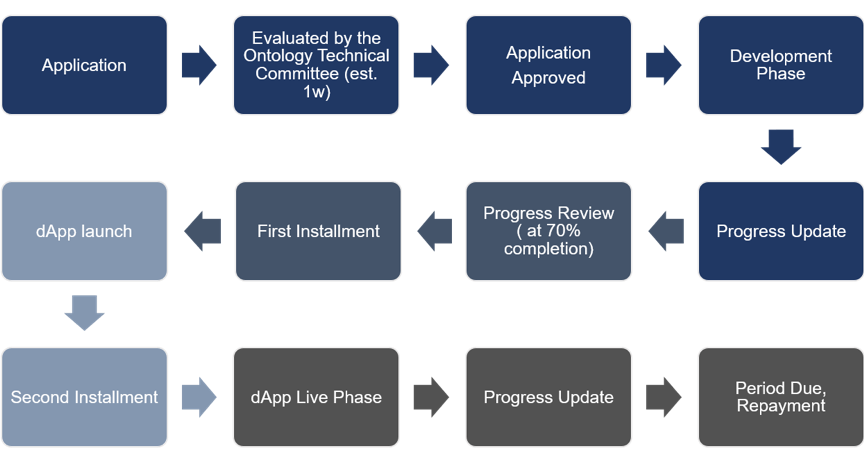 Application
Evaluated by the
Ontology Technical
Committee (est.
1w)
Application
Approved
Development
Phase
dApp launch
First Installment
Progress Review
( at 70%
completion)
Progress Update
Second Installment
dApp Live Phase
Progress Update
Period Due,
Repayment